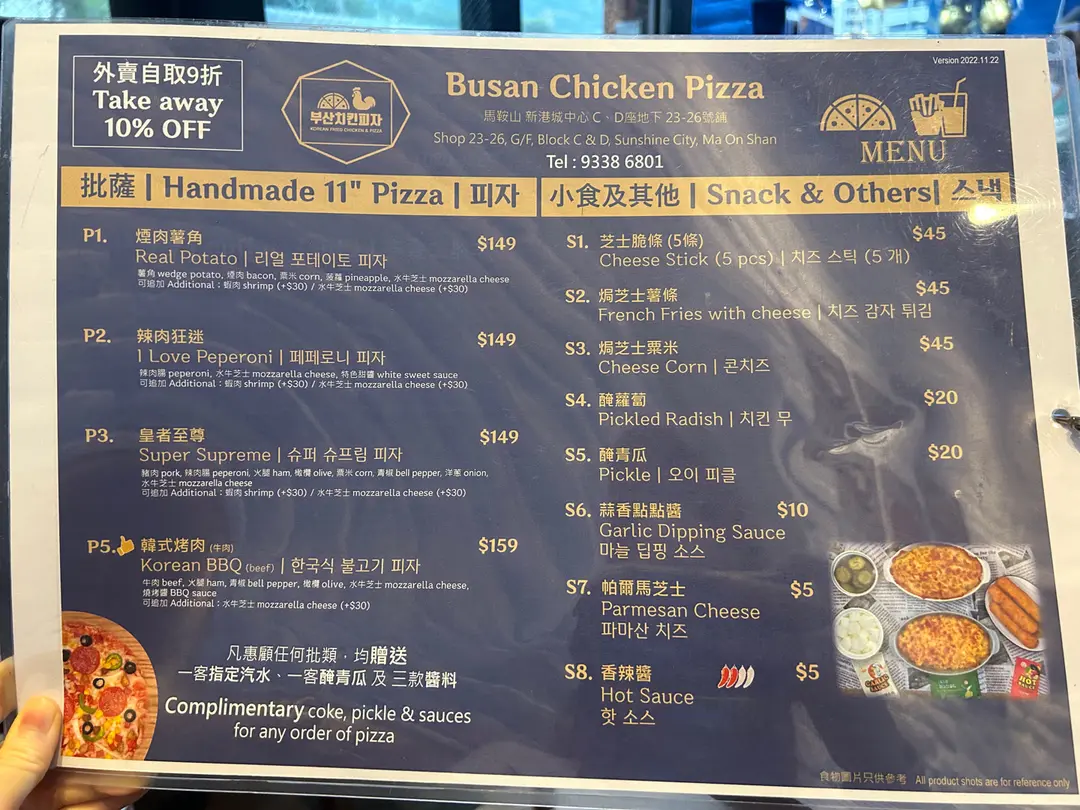 Version 2022.11.22
外賣自取9折
Take away
10% OFF
부산치킨피자
KOREAN FRIED CHICKEN & PIZZA
Busan Chicken Pizza
馬鞍山 新港城中心 C、D座地下 23-26號舖
Shop 23-26, G/F, Block C & D, Sunshine City, Ma On Shan
Tel : 9338 6801
MENU
批薩 | Handmade 11" Pizza | 피자
P1. 煙肉薯角 $149
Real Potato | 리얼 포테이토 피자
薯角 wedge potato, 煙肉 bacon, 粟米 corn, 菠蘿 pineapple, 水牛芝士 mozzarella cheese
可追加 Additional：蝦肉 shrimp (+$30) / 水牛芝士 mozzarella cheese (+$30)
P2. 辣肉狂迷 $149
I Love Peperoni | 페페로니 피자
辣肉腸 peperoni, 水牛芝士 mozzarella cheese, 特色甜醬 white sweet sauce
可追加 Additional：蝦肉 shrimp (+$30) / 水牛芝士 mozzarella cheese (+$30)
P3. 皇者至尊 $149
Super Supreme | 슈퍼 슈프림 피자
豬肉 pork, 辣肉腸 peperoni, 火腿 ham, 橄欖 olive, 粟米 corn, 青椒 bell pepper, 洋蔥 onion,
水牛芝士 mozzarella cheese
可追加 Additional：蝦肉 shrimp (+$30) / 水牛芝士 mozzarella cheese (+$30)
P5. 韓式烤肉 (牛肉) $159
Korean BBQ (beef) | 한국식 불고기 피자
牛肉 beef, 火腿 ham, 青椒 bell pepper, 橄欖 olive, 水牛芝士 mozzarella cheese,
燒烤醬 BBQ sauce
可追加 Additional：水牛芝士 mozzarella cheese (+$30)
凡惠顧任何批類，均贈送
一客指定汽水、一客醃青瓜 及 三款醬料
Complimentary coke, pickle & sauces
for any order of pizza
小食及其他 | Snack & Others| 스낵
S1. 芝士脆條 (5條) $45
Cheese Stick (5 pcs) | 치즈 스틱 (5 개)
S2. 焗芝士薯條 $45
French Fries with cheese | 치즈 감자 튀김
S3. 焗芝士粟米 $45
Cheese Corn | 콘치즈
S4. 醃蘿蔔 $20
Pickled Radish | 치킨 무
S5. 醃青瓜 $20
Pickle | 오이 피클
S6. 蒜香點點醬 $10
Garlic Dipping Sauce
마늘 딥핑 소스
S7. 帕爾馬芝士 $5
Parmesan Cheese
파마산 치즈
S8. 香辣醬 $5
Hot Sauce
핫 소스
HOT
食物圖片只供參考 All product shots are for reference only